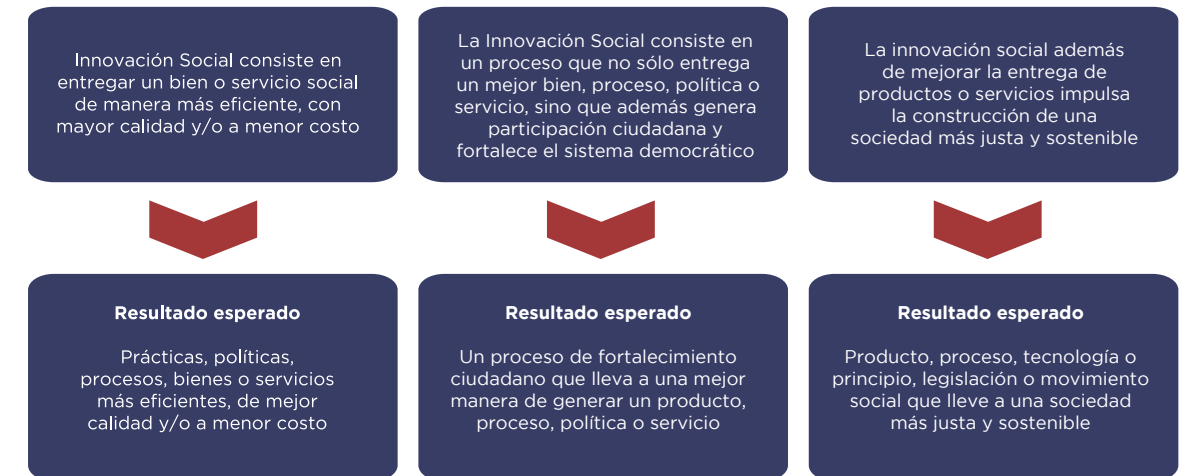 Innovación Social consiste en
entregar un bien o servicio social
de manera más eficiente, con
mayor calidad y/o a menor costo
La Innovación Social consiste en
un proceso que no sólo entrega
un mejor bien, proceso, política o
servicio, sino que además genera
participación ciudadana y
fortalece el sistema democrático
La innovación social además
de mejorar la entrega de
productos o servicios impulsa
la construcción de una
sociedad más justa y sostenible
Resultado esperado
Prácticas, políticas,
procesos, bienes o servicios
más eficientes, de mejor
calidad y/o a menor costo
Resultado esperado
Un proceso de fortalecimiento
ciudadano que lleva a una mejor
manera de generar un producto,
proceso, política o servicio
Resultado esperado
Producto, proceso, tecnología o
principio, legislación o movimiento
social que lleve a una sociedad
más justa y sostenible